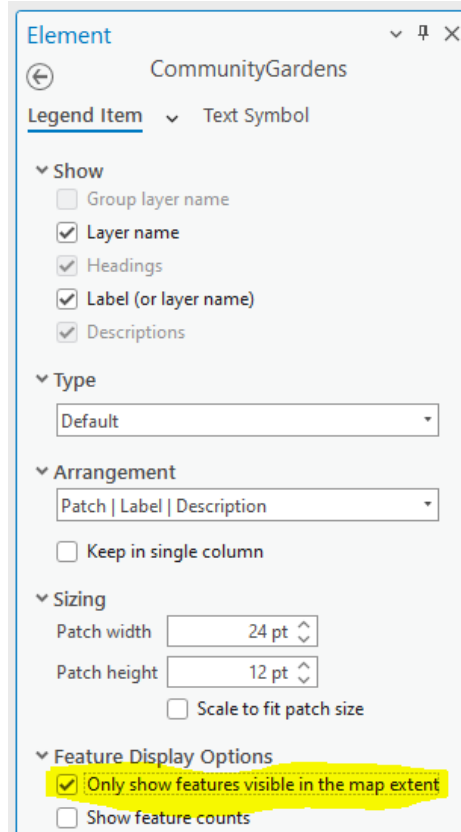 Element
CommunityGardens
Legend Item Text Symbol
Show
Group layer name
Layer name
Headings
Label (or layer name)
Descriptions
Type
Default
Arrangement
Patch | Label | Description
Keep in single column
Sizing
Patch width 24 pt
Patch height 12 pt
Scale to fit patch size
Feature Display Options
Only show features visible in the map extent
Show feature counts